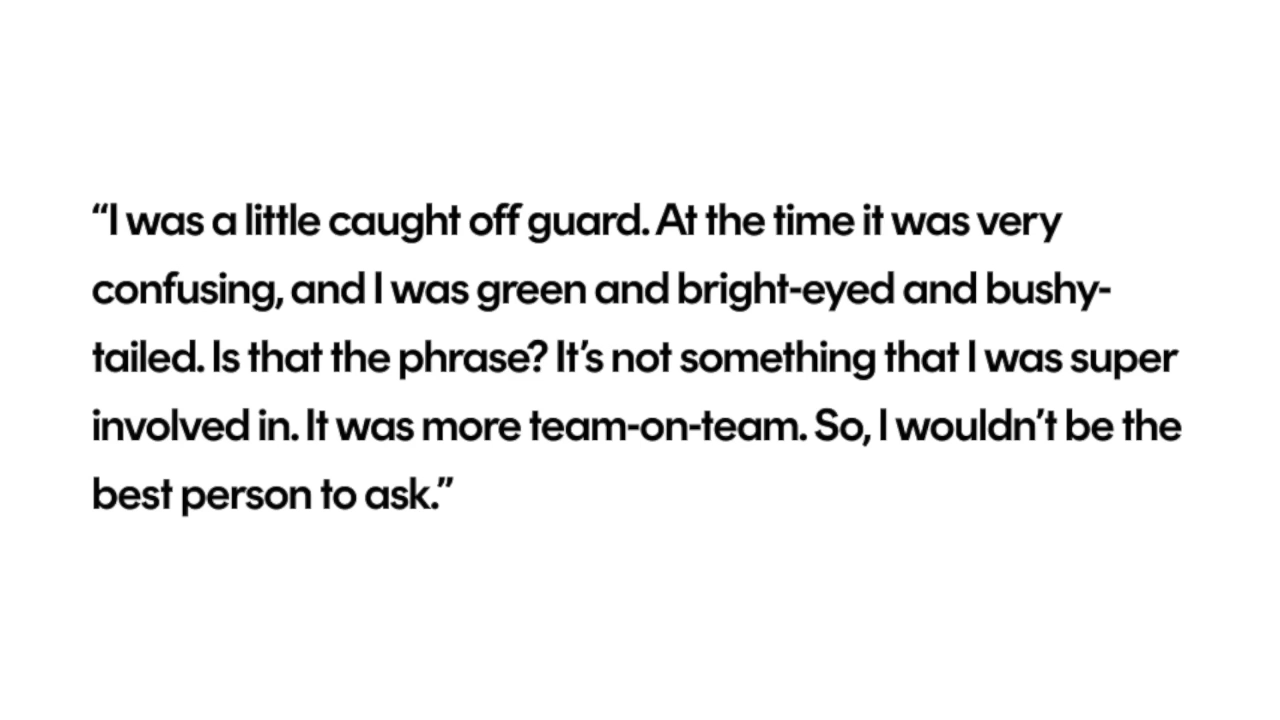 “I was a little caught off guard. At the time it was very
confusing, and I was green and bright-eyed and bushy-
tailed. Is that the phrase? It’s not something that I was super
involved in. It was more team-on-team. So, I wouldn’t be the
best person to ask.”